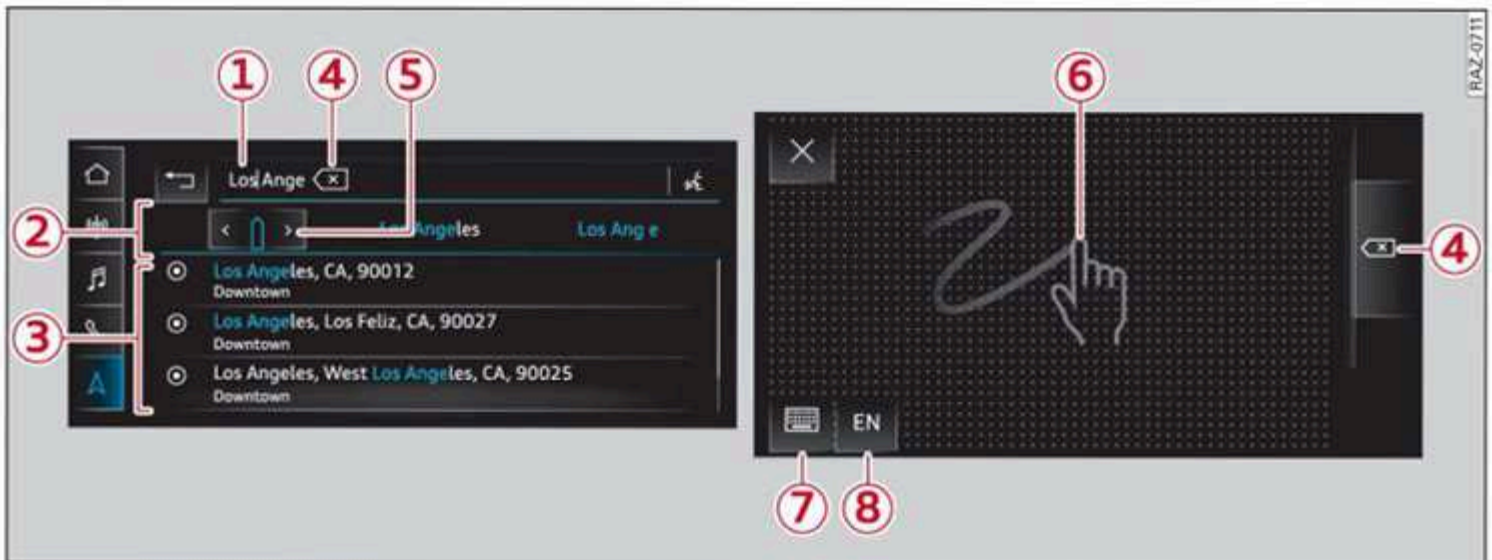 RAZ-0711
① ④ ⑤ ⑥
Los Ange
②
Los Angeles Los Ang e
④
③
Los Angeles, CA, 90012
Downtown
Los Angeles, Los Feliz, CA, 90027
Downtown
Los Angeles, West Los Angeles, CA, 90025
Downtown
EN
⑦ ⑧